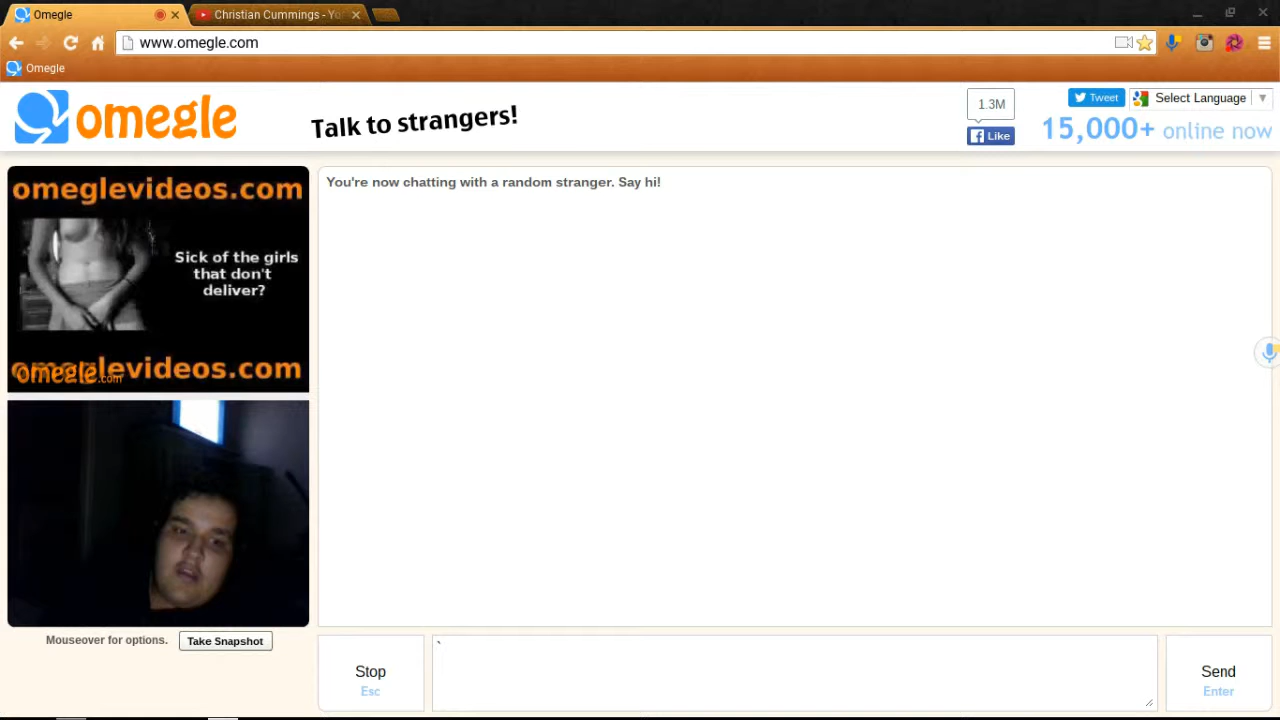 Omegle
Christian Cummings - Yo
www.omegle.com
Omegle
omegle
Talk to strangers!
1.3M
Like
Tweet
Select Language
15,000+ online now
omeglevideos.com
Sick of the girls
that don't
deliver?
omeglevideos.com
omegle.com
You're now chatting with a random stranger. Say hi!
Mouseover for options.
Take Snapshot
Stop
Esc
`
Send
Enter